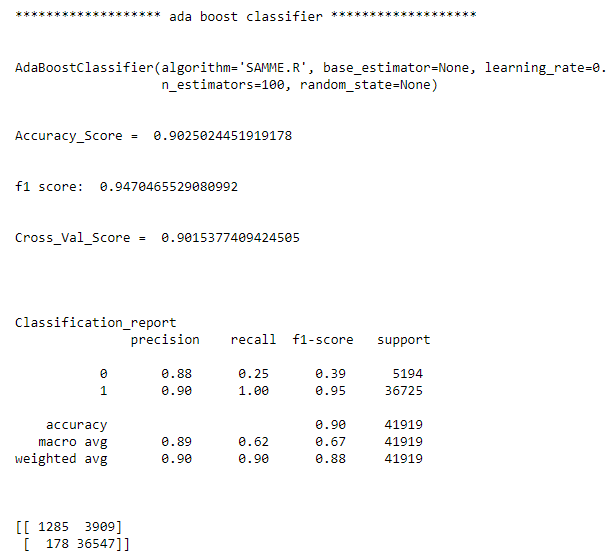 ******************* ada boost classifier *******************
AdaBoostClassifier(algorithm='SAMME.R', base_estimator=None, learning_rate=0.
n_estimators=100, random_state=None)
Accuracy_Score =  0.9025024451919178
f1 score:  0.9470465529080992
Cross_Val_Score =  0.9015377409424505
Classification_report
precision    recall  f1-score   support
0       0.88      0.25      0.39      5194
1       0.90      1.00      0.95     36725
accuracy                           0.90     41919
macro avg       0.89      0.62      0.67     41919
weighted avg       0.90      0.90      0.88     41919
[[ 1285  3909]
[  178 36547]]